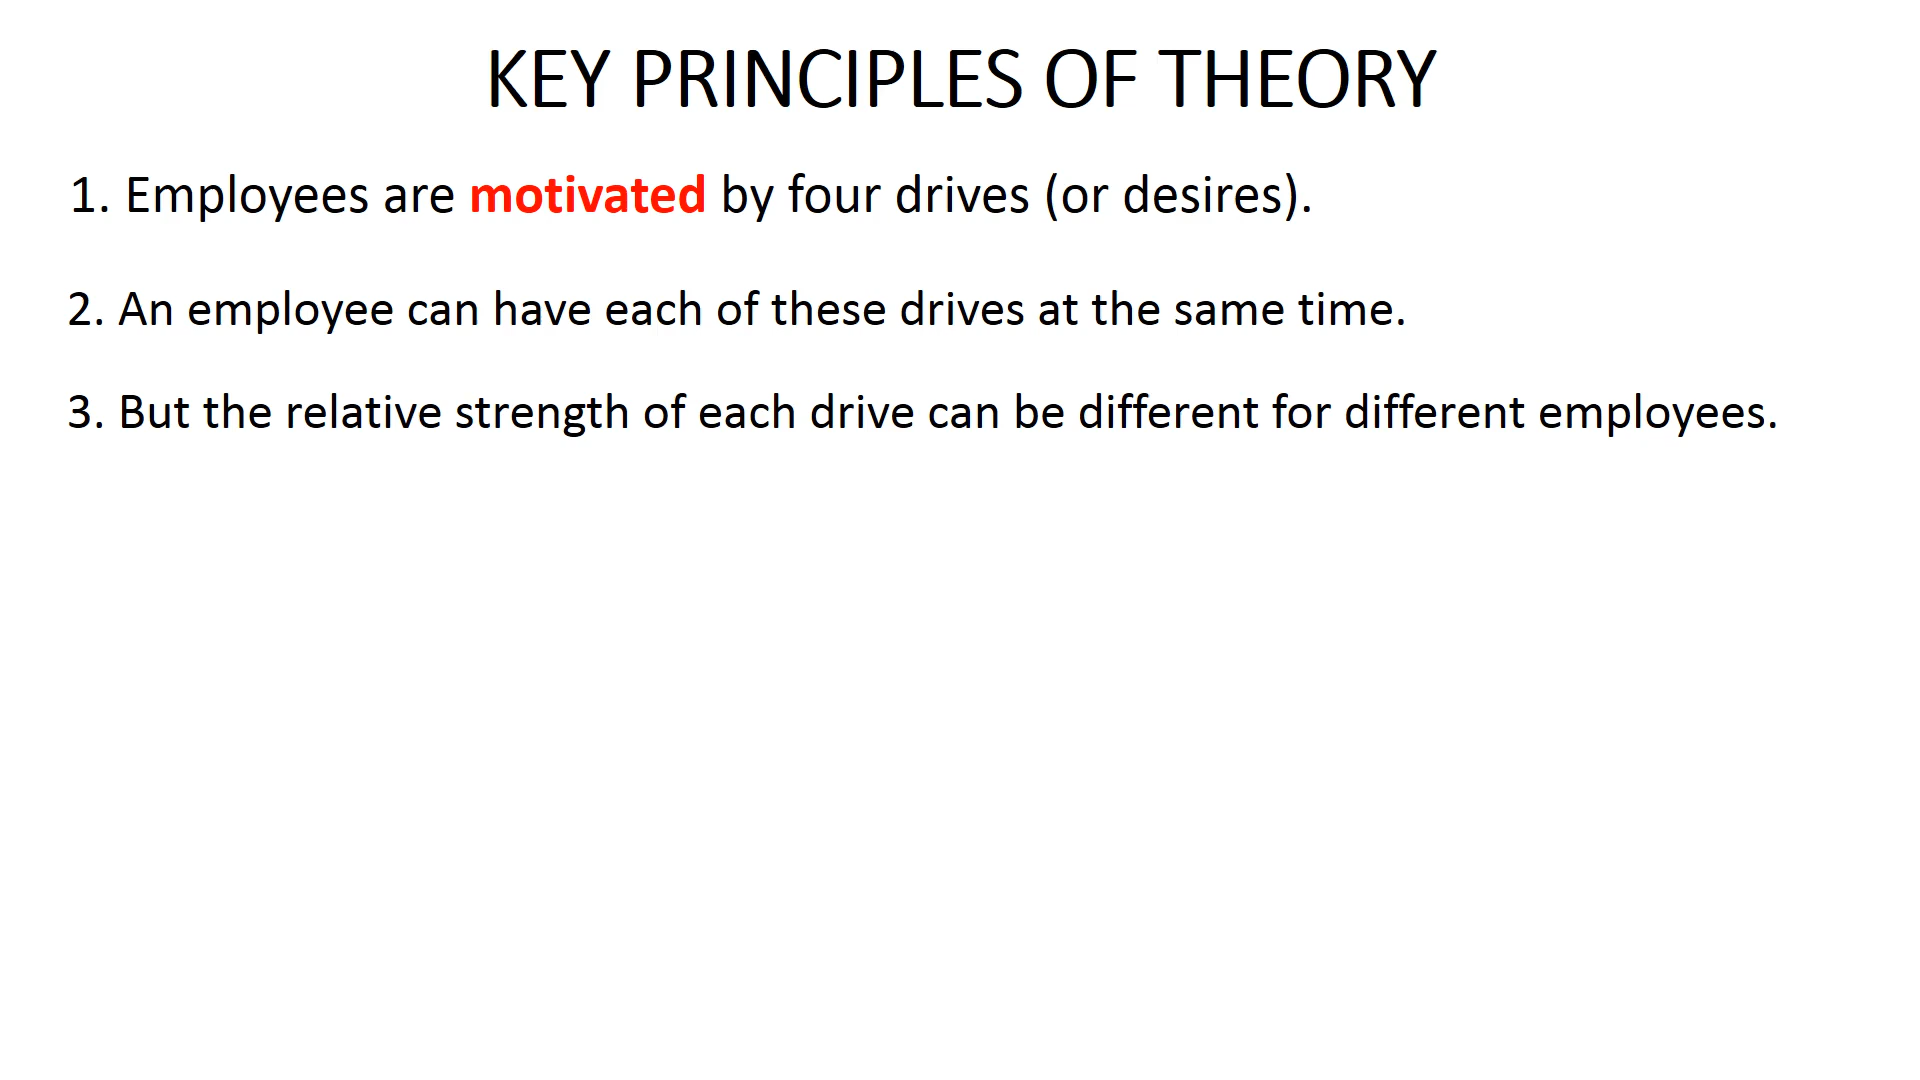 KEY PRINCIPLES OF THEORY
1. Employees are motivated by four drives (or desires).
2. An employee can have each of these drives at the same time.
3. But the relative strength of each drive can be different for different employees.